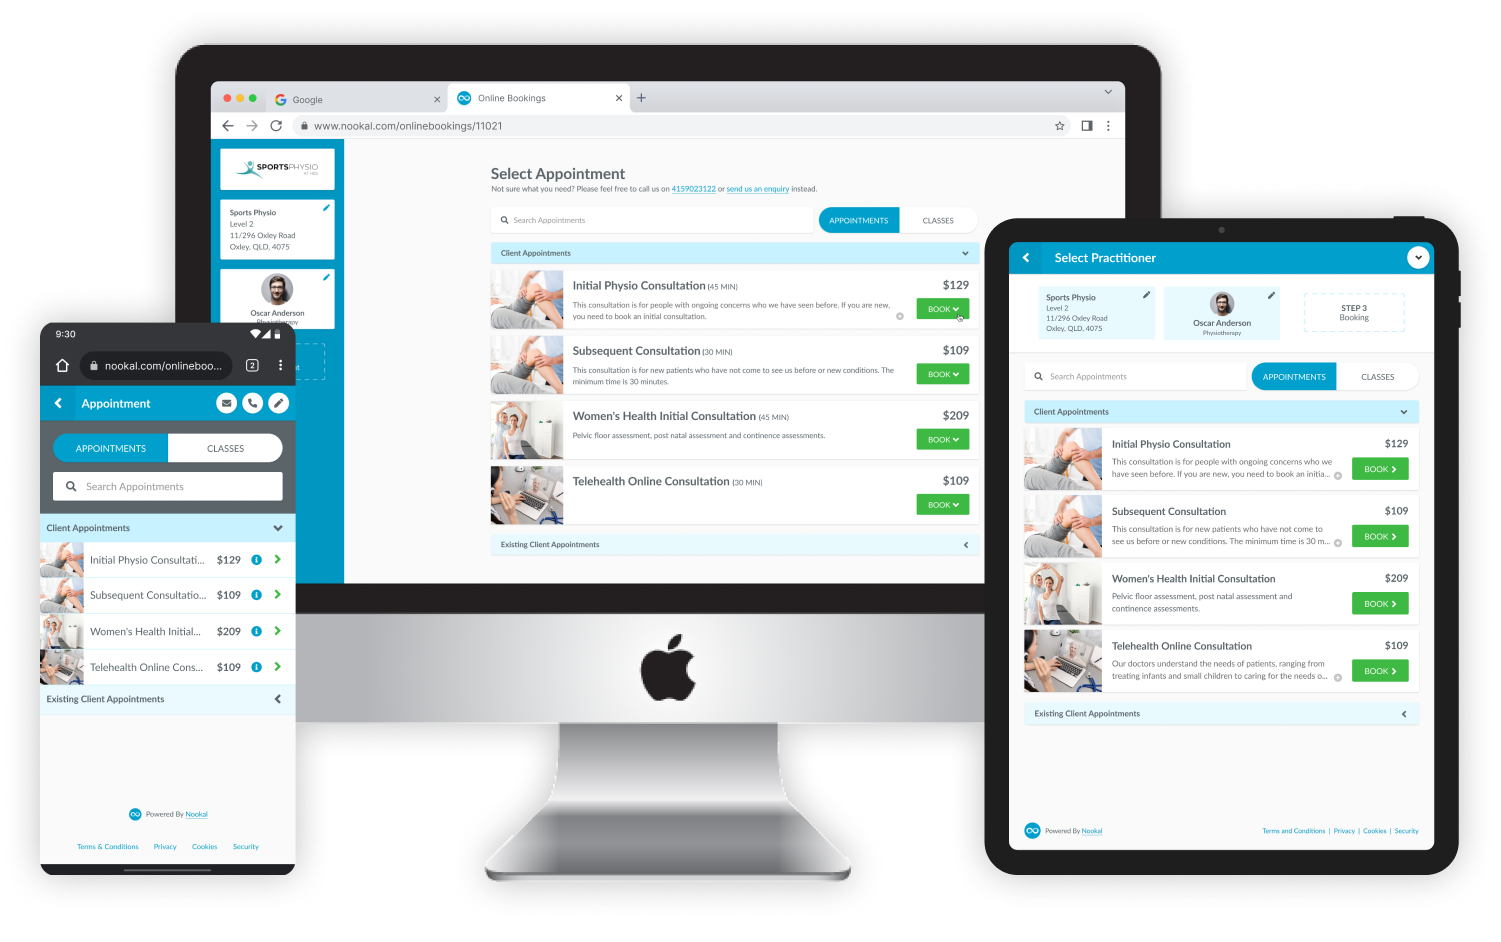 Google
Online Bookings
www.nookal.com/onlinebookings/11021
SPORTSPHYSIO
Sports Physio
Level 2
11/296 Oxley Road
Oxley, QLD, 4075
Oscar Anderson
Physiotherapy
Select Appointment
Not sure what you need? Please feel free to call us on 4159023122 or send us an enquiry instead.
Search Appointments
APPOINTMENTS
CLASSES
Client Appointments
Initial Physio Consultation (45 MIN)
$129
This consultation is for people with ongoing concerns who we have seen before. If you are new,
you need to book an initial consultation.
BOOK
Subsequent Consultation (30 MIN)
$109
This consultation is for new patients who have not come to see us before or new conditions. The
minimum time is 30 minutes.
BOOK
Women's Health Initial Consultation (45 MIN)
$209
Pelvic floor assessment, post natal assessment and continence assessments.
BOOK
Telehealth Online Consultation (30 MIN)
$109
BOOK
Existing Client Appointments
9:30
nookal.com/onlineboo...
2
Appointment
APPOINTMENTS
CLASSES
Search Appointments
Client Appointments
Initial Physio Consultati... $129
Subsequent Consultatio... $109
Women's Health Initial... $209
Telehealth Online Cons... $109
Existing Client Appointments
Powered By Nookal
Terms & Conditions Privacy Cookies Security
Select Practitioner
Sports Physio
Level 2
11/296 Oxley Road
Oxley, QLD, 4075
Oscar Anderson
Physiotherapy
STEP 3
Booking
Search Appointments
APPOINTMENTS
CLASSES
Client Appointments
Initial Physio Consultation
$129
This consultation is for people with ongoing concerns who we
have seen before. If you are new, you need to book an initia...
BOOK
Subsequent Consultation
$109
This consultation is for new patients who have not come to
see us before or new conditions. The minimum time is 30 m...
BOOK
Women's Health Initial Consultation
$209
Pelvic floor assessment, post natal assessment and
continence assessments.
BOOK
Telehealth Online Consultation
$109
Our doctors understand the needs of patients, ranging from
treating infants and small children to caring for the needs o...
BOOK
Existing Client Appointments
Powered By Nookal
Terms and Conditions | Privacy | Cookies | Security